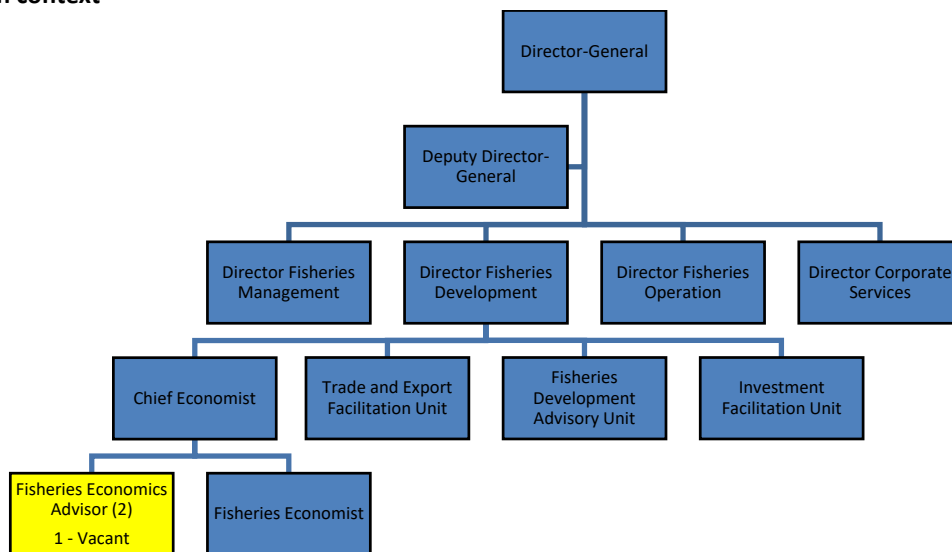 context
Director-General
Deputy Director-
General
Director Fisheries
Management
Director Fisheries
Development
Director Fisheries
Operation
Director Corporate
Services
Chief Economist
Trade and Export
Facilitation Unit
Fisheries
Development
Advisory Unit
Investment
Facilitation Unit
Fisheries Economics
Advisor (2)
1 - Vacant
Fisheries Economist